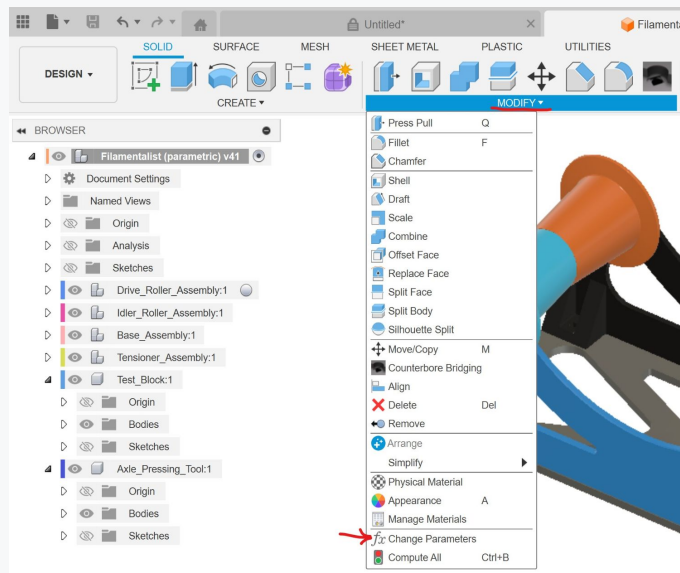 Untitled*
Filamenta
DESIGN
SOLID
SURFACE
MESH
SHEET METAL
PLASTIC
UTILITIES
CREATE
MODIFY
BROWSER
Filamentalist (parametric) v41
Document Settings
Named Views
Origin
Analysis
Sketches
Drive_Roller_Assembly:1
Idler_Roller_Assembly:1
Base_Assembly:1
Tensioner_Assembly:1
Test_Block:1
Origin
Bodies
Sketches
Axle_Pressing_Tool:1
Origin
Bodies
Sketches
Press Pull Q
Fillet F
Chamfer
Shell
Draft
Scale
Combine
Offset Face
Replace Face
Split Face
Split Body
Silhouette Split
Move/Copy M
Counterbore Bridging
Align
Delete Del
Remove
Arrange
Simplify
Physical Material
Appearance A
Manage Materials
fx Change Parameters
Compute All Ctrl+B